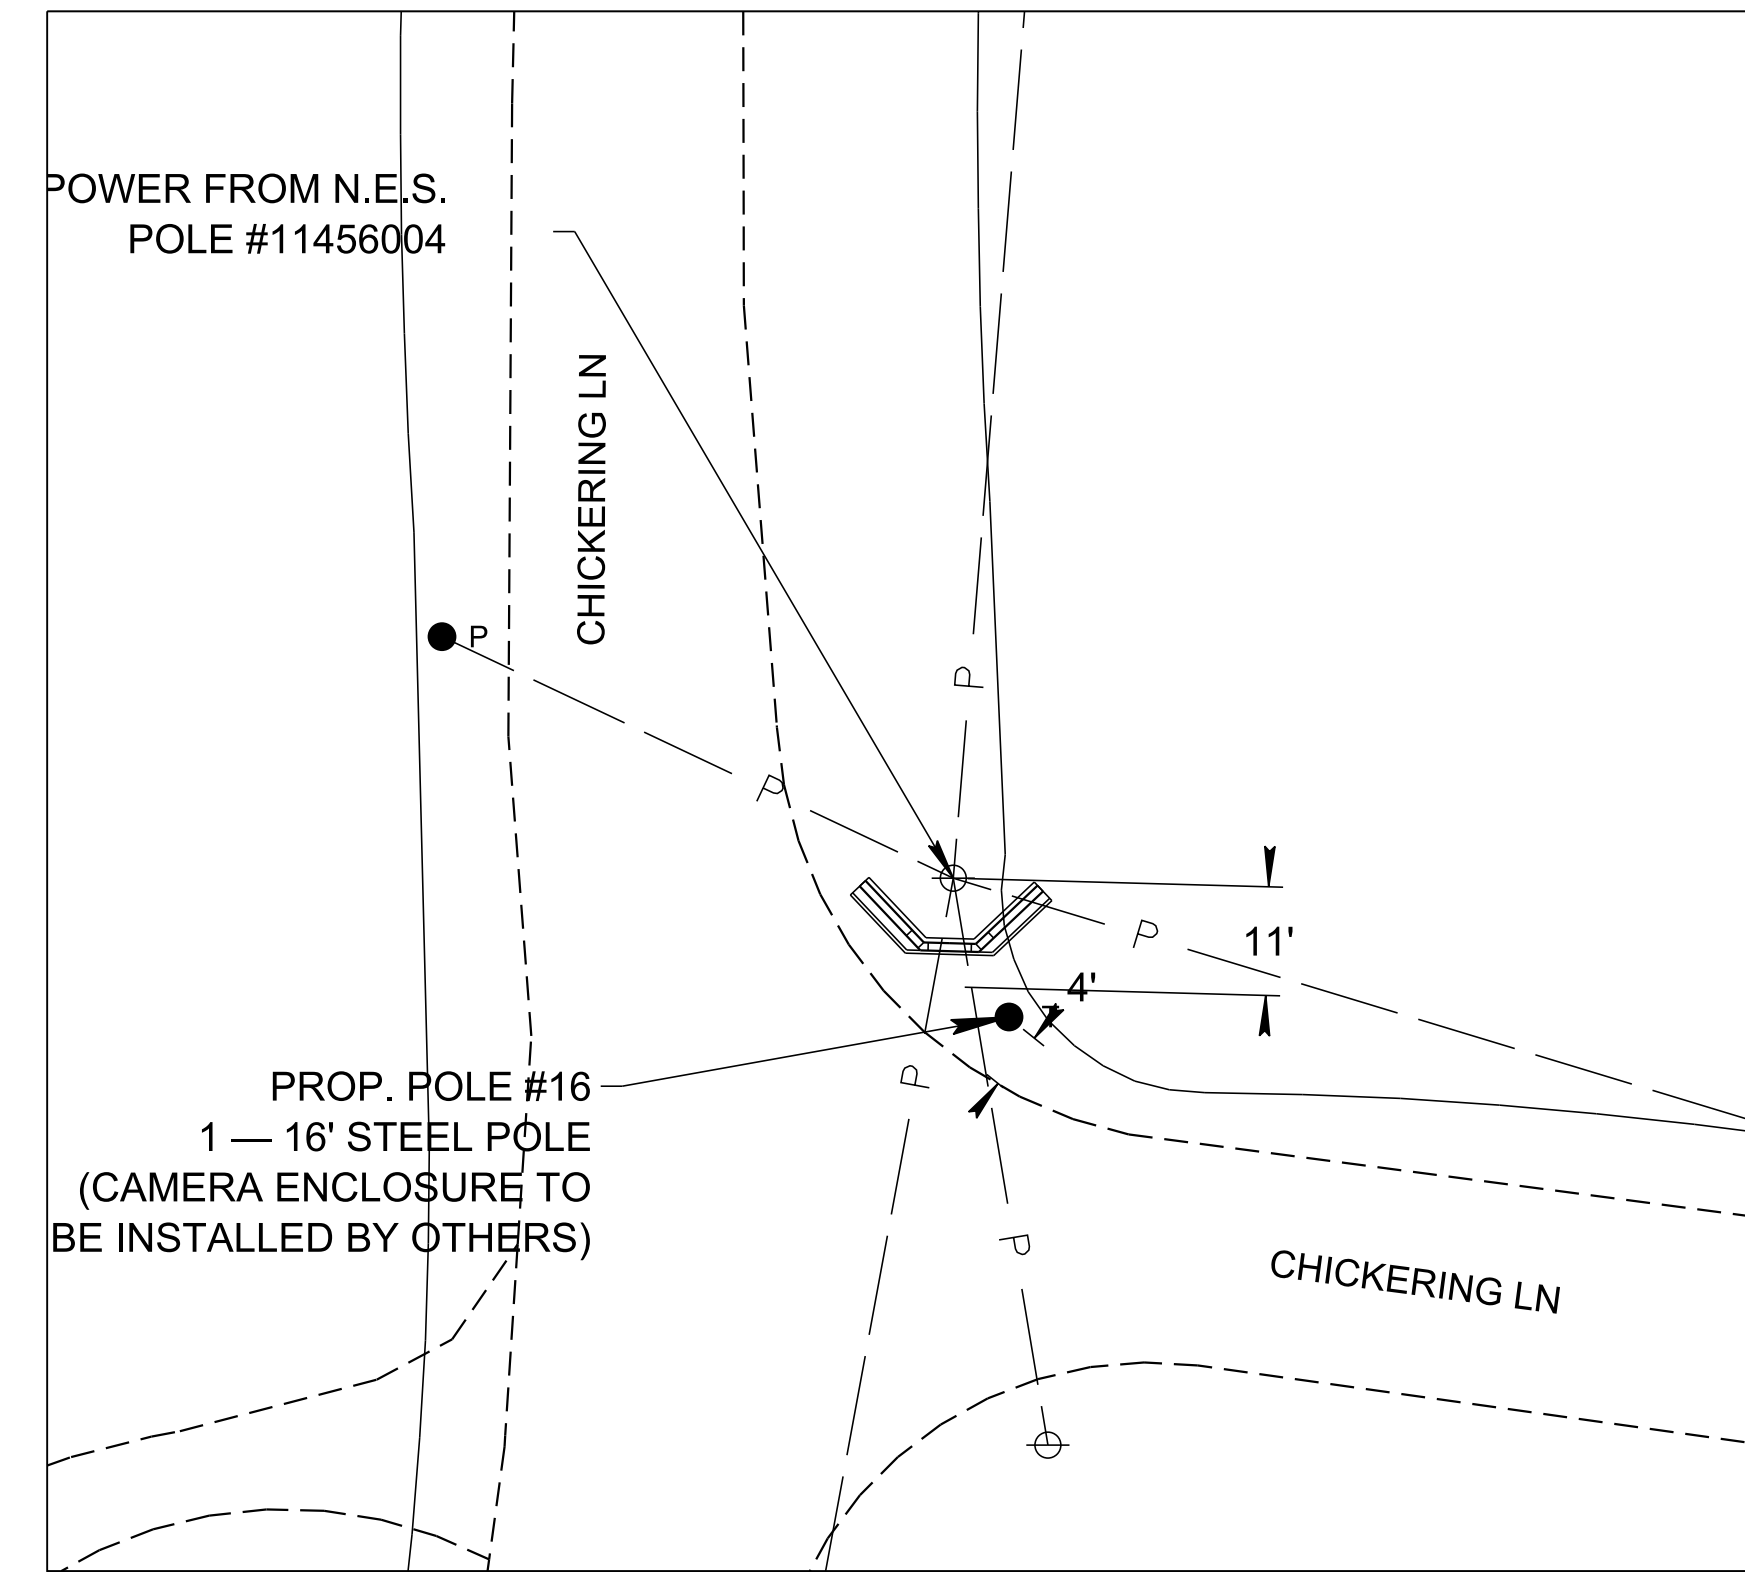 POWER FROM N.E.S.
POLE #11456004
CHICKERING LN
P
P
P
P
11'
4'
P
PROP. POLE #16
1 — 16' STEEL POLE
(CAMERA ENCLOSURE TO
BE INSTALLED BY OTHERS)
P
CHICKERING LN